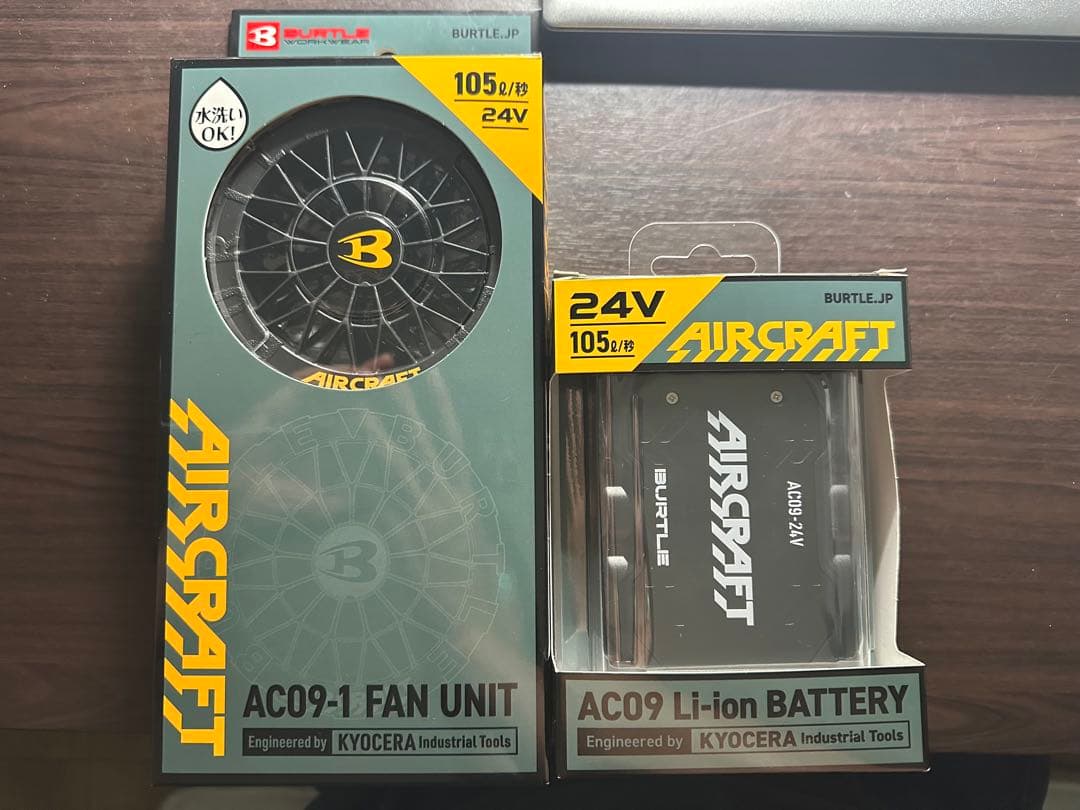 BURTLE
WORKWEAR
BURTLE.JP
水洗い
OK!
105ℓ/秒
24V
B
AIRCRAFT
AIRCRAFT
BURTLE
B
AC09-1 FAN UNIT
Engineered by KYOCERA Industrial Tools
24V
105ℓ/秒
BURTLE.JP
AIRCRAFT
AC09-24V
AIRCRAFT
BURTLE
AC09 Li-ion BATTERY
Engineered by KYOCERA Industrial Tools